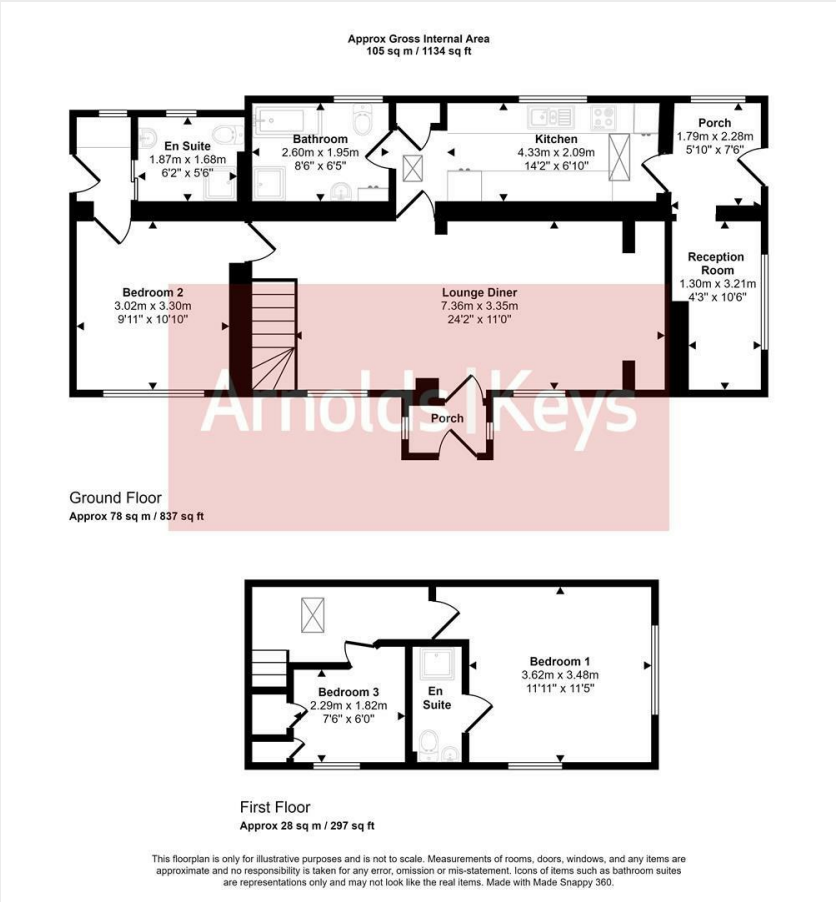 Approx Gross Internal Area
105 sq m / 1134 sq ft
Porch
1.79m x 2.28m
5'10" x 7'6"
En Suite
1.87m x 1.68m
6'2" x 5'6"
Bathroom
2.60m x 1.95m
8'6" x 6'5"
Kitchen
4.33m x 2.09m
14'2" x 6'10"
Reception
Room
1.30m x 3.21m
4'3" x 10'6"
Bedroom 2
3.02m x 3.30m
9'11" x 10'10"
Lounge Diner
7.36m x 3.35m
24'2" x 11'0"
Arnolds|Keys
Porch
Ground Floor
Approx 78 sq m / 837 sq ft
Bedroom 1
3.62m x 3.48m
11'11" x 11'5"
Bedroom 3
2.29m x 1.82m
7'6" x 6'0"
En
Suite
First Floor
Approx 28 sq m / 297 sq ft
This floorplan is only for illustrative purposes and is not to scale. Measurements of rooms, doors, windows, and any items are
approximate and no responsibility is taken for any error, omission or mis-statement. Icons of items such as bathroom suites
are representations only and may not look like the real items. Made with Made Snappy 360.